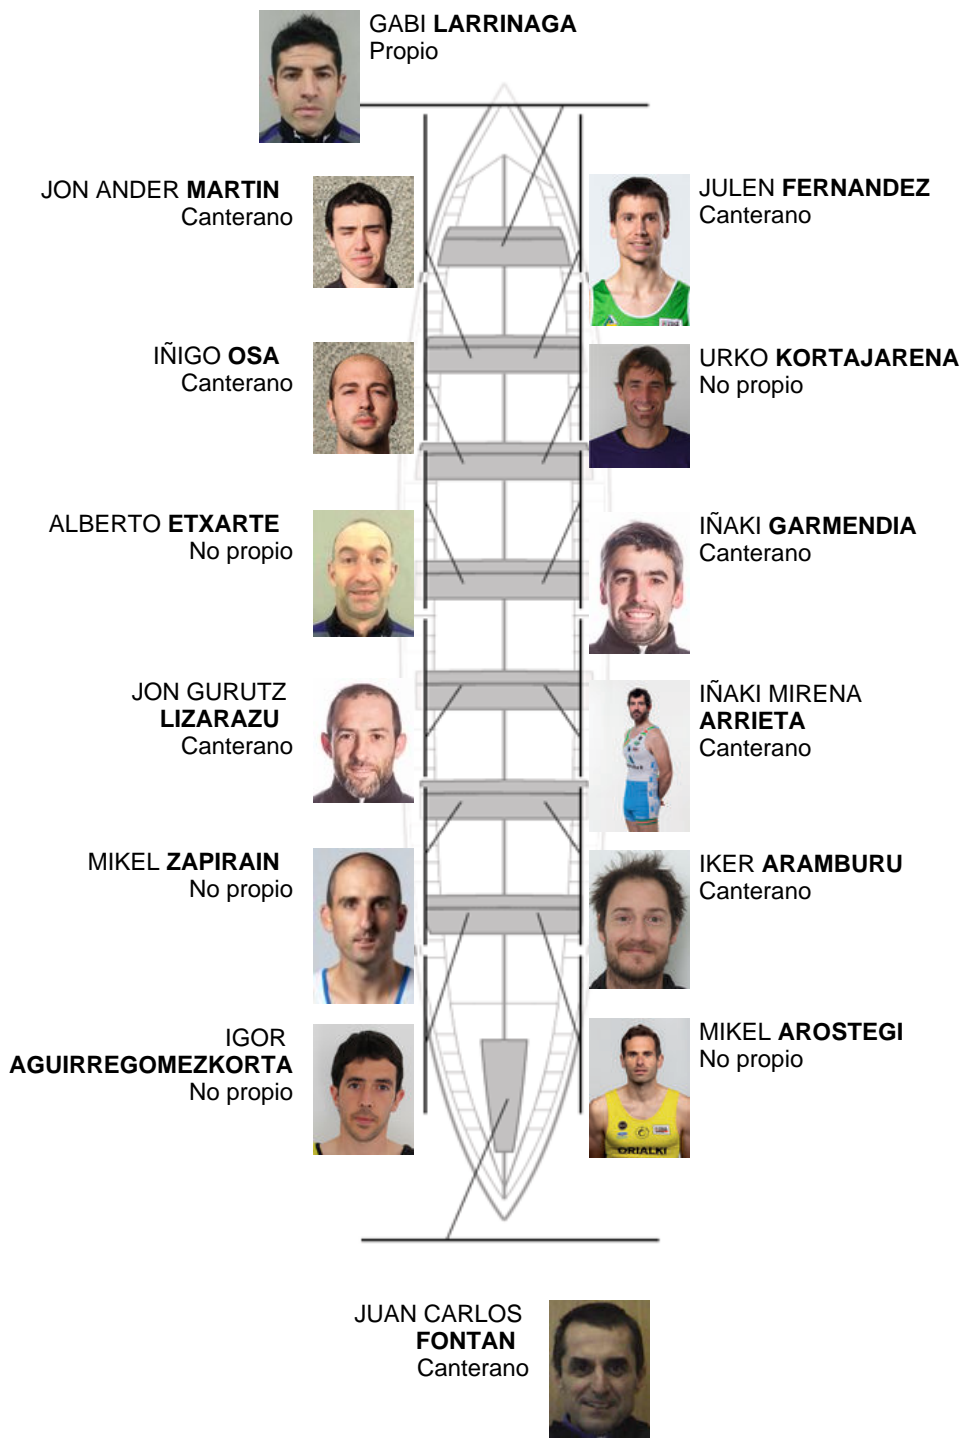 GABI LARRINAGA
Propio
JON ANDER MARTIN
Canterano
JULEN FERNANDEZ
Canterano
IÑIGO OSA
Canterano
URKO KORTAJARENA
No propio
ALBERTO ETXARTE
No propio
IÑAKI GARMENDIA
Canterano
JON GURUTZ
LIZARAZU
Canterano
IÑAKI MIRENA
ARRIETA
Canterano
MIKEL ZAPIRAIN
No propio
IKER ARAMBURU
Canterano
IGOR
AGUIRREGOMEZKORTA
No propio
MIKEL AROSTEGI
No propio
ORIALKI
JUAN CARLOS
FONTAN
Canterano